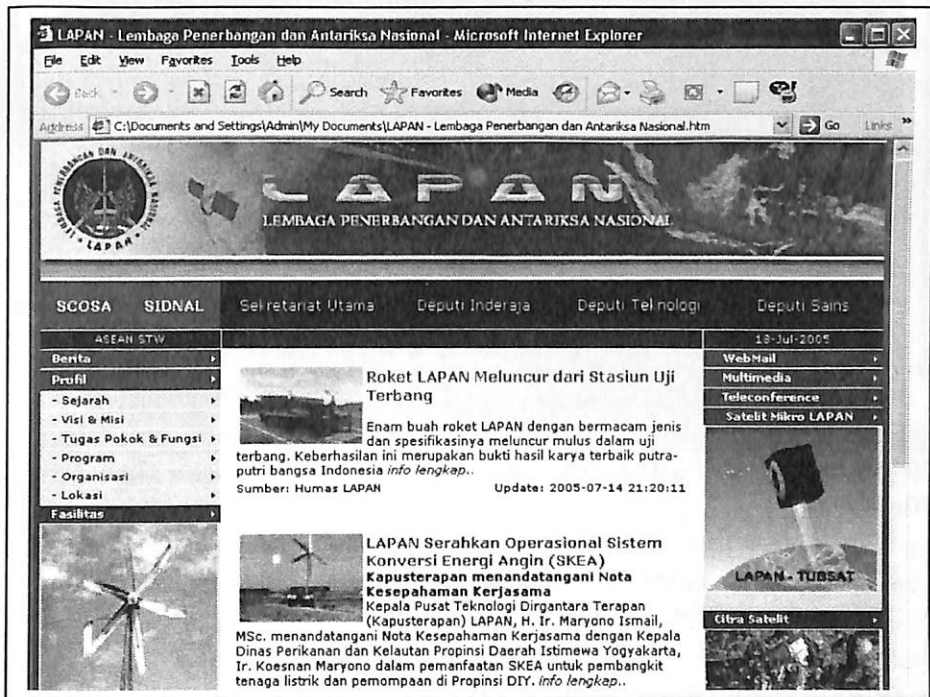 LAPAN - Lembaga Penerbangan dan Antariksa Nasional - Microsoft Internet Explorer
File Edit View Favorites Tools Help
Back Search Favorites Media
Address C:\Documents and Settings\Admin\My Documents\LAPAN - Lembaga Penerbangan dan Antariksa Nasional.htm Go Links
LEMBAGA PENERBANGAN DAN ANTARIKSA NASIONAL
LAPAN
LAPAN
LEMBAGA PENERBANGAN DAN ANTARIKSA NASIONAL
SCOSA SIDNAL Sekretariat Utama Deputi Inderaja Deputi Teknologi Deputi Sains
ASEAN STW
18-Jul-2005
Berita
Profil
- Sejarah
- Visi & Misi
- Tugas Pokok & Fungsi
- Program
- Organisasi
- Lokasi
Fasilitas
Roket LAPAN Meluncur dari Stasiun Uji
Terbang
Enam buah roket LAPAN dengan bermacam jenis
dan spesifikasinya meluncur mulus dalam uji
terbang. Keberhasilan ini merupakan bukti hasil karya terbaik putra-
putri bangsa Indonesia info lengkap..
Sumber: Humas LAPAN Update: 2005-07-14 21:20:11
LAPAN Serahkan Operasional Sistem
Konversi Energi Angin (SKEA)
Kapusterapan menandatangani Nota
Kesepahaman Kerjasama
Kepala Pusat Teknologi Dirgantara Terapan
(Kapusterapan) LAPAN, H. Ir. Maryono Ismail,
MSc. menandatangani Nota Kesepahaman Kerjasama dengan Kepala
Dinas Perikanan dan Kelautan Propinsi Daerah Istimewa Yogyakarta,
Ir. Koesnan Maryono dalam pemanfaatan SKEA untuk pembangkit
tenaga listrik dan pemompaan di Propinsi DIY. info lengkap..
WebMail
Multimedia
Teleconference
Satelit Mikro LAPAN
LAPAN - TUBSAT
Citra Satelit